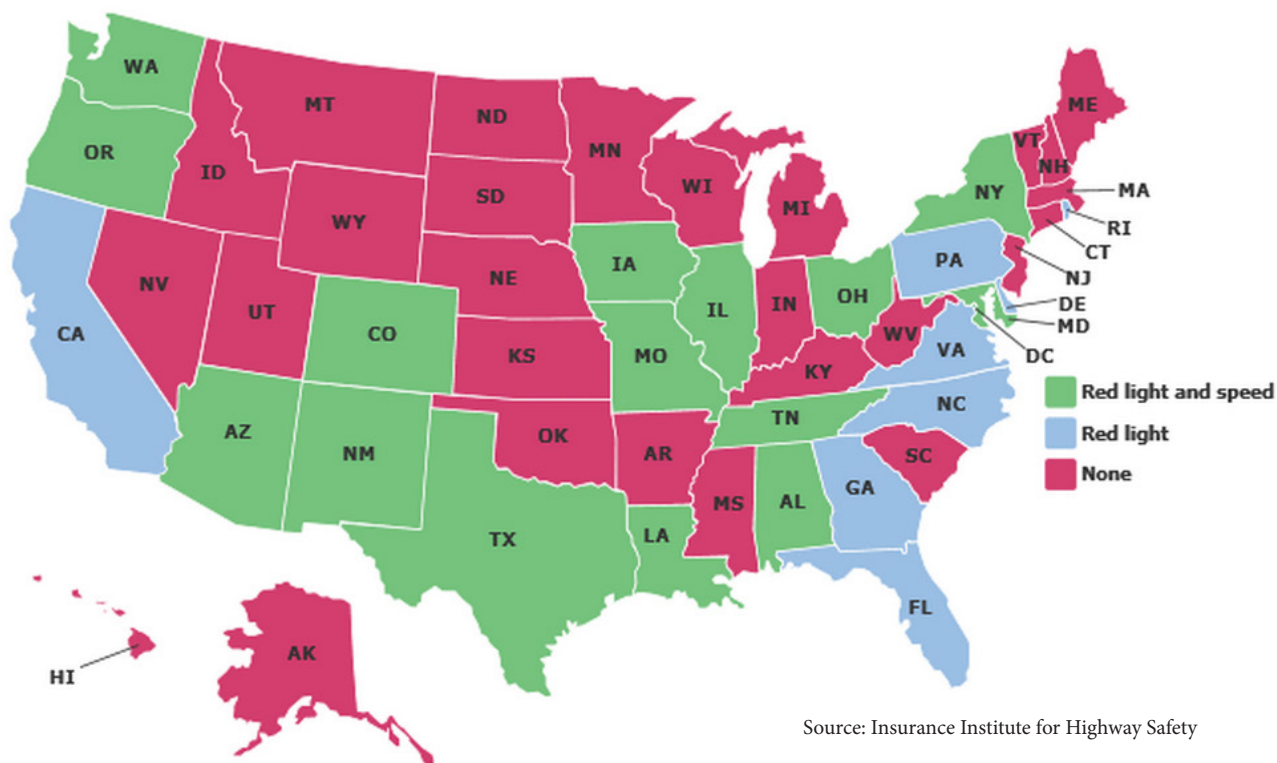 WA
MT
ND
MN
ME
VT
NH
OR
ID
SD
WI
MI
NY
MA
RI
CT
WY
IA
PA
NJ
NE
DE
MD
DC
NV
UT
CO
IL
IN
OH
WV
VA
CA
KS
MO
KY
NC
AZ
NM
OK
AR
TN
SC
MS
AL
GA
TX
LA
FL
Red light and speed
Red light
None
HI
AK
Source: Insurance Institute for Highway Safety